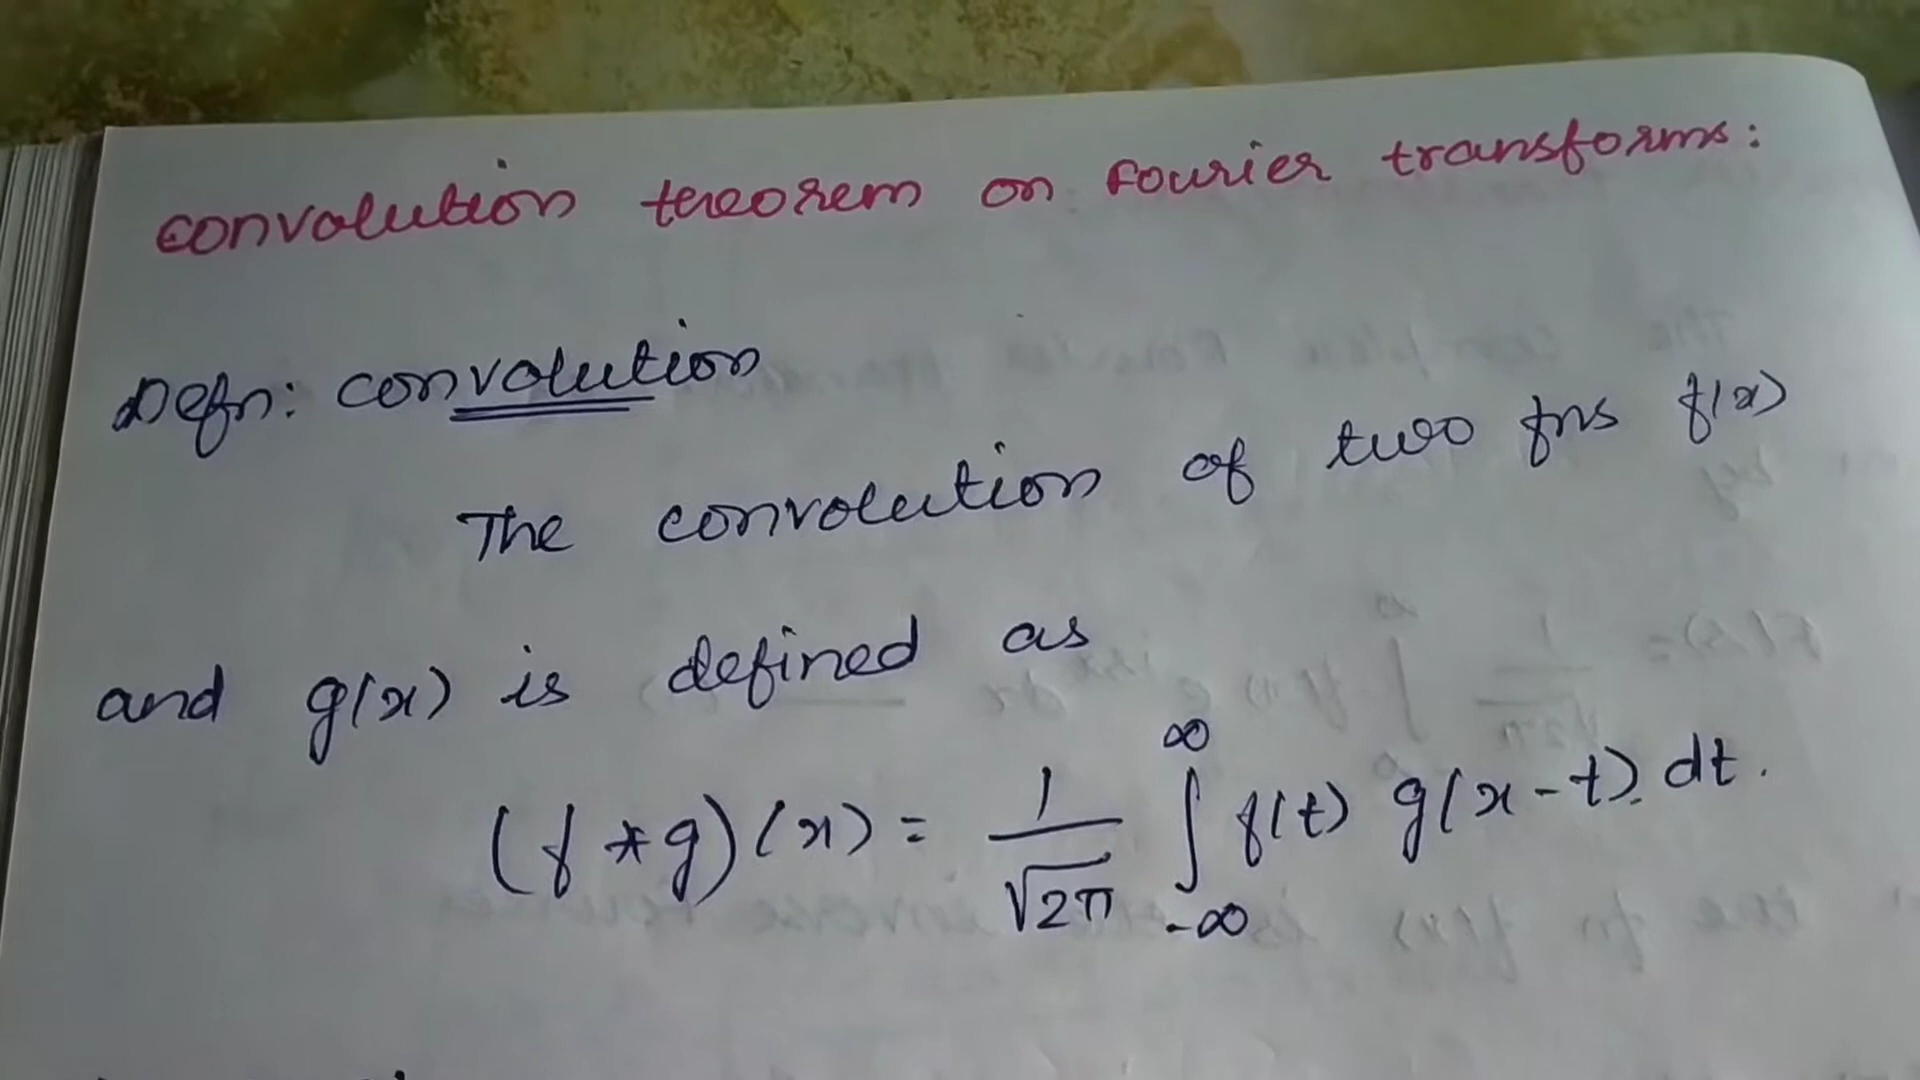 convolution theorem on Fourier transforms:
Defn: convolution
The convolution of two fns f(x)
and g(x) is defined as
(f * g)(x) = 1/√2π ∫_{-∞}^{∞} f(t) g(x-t) dt.